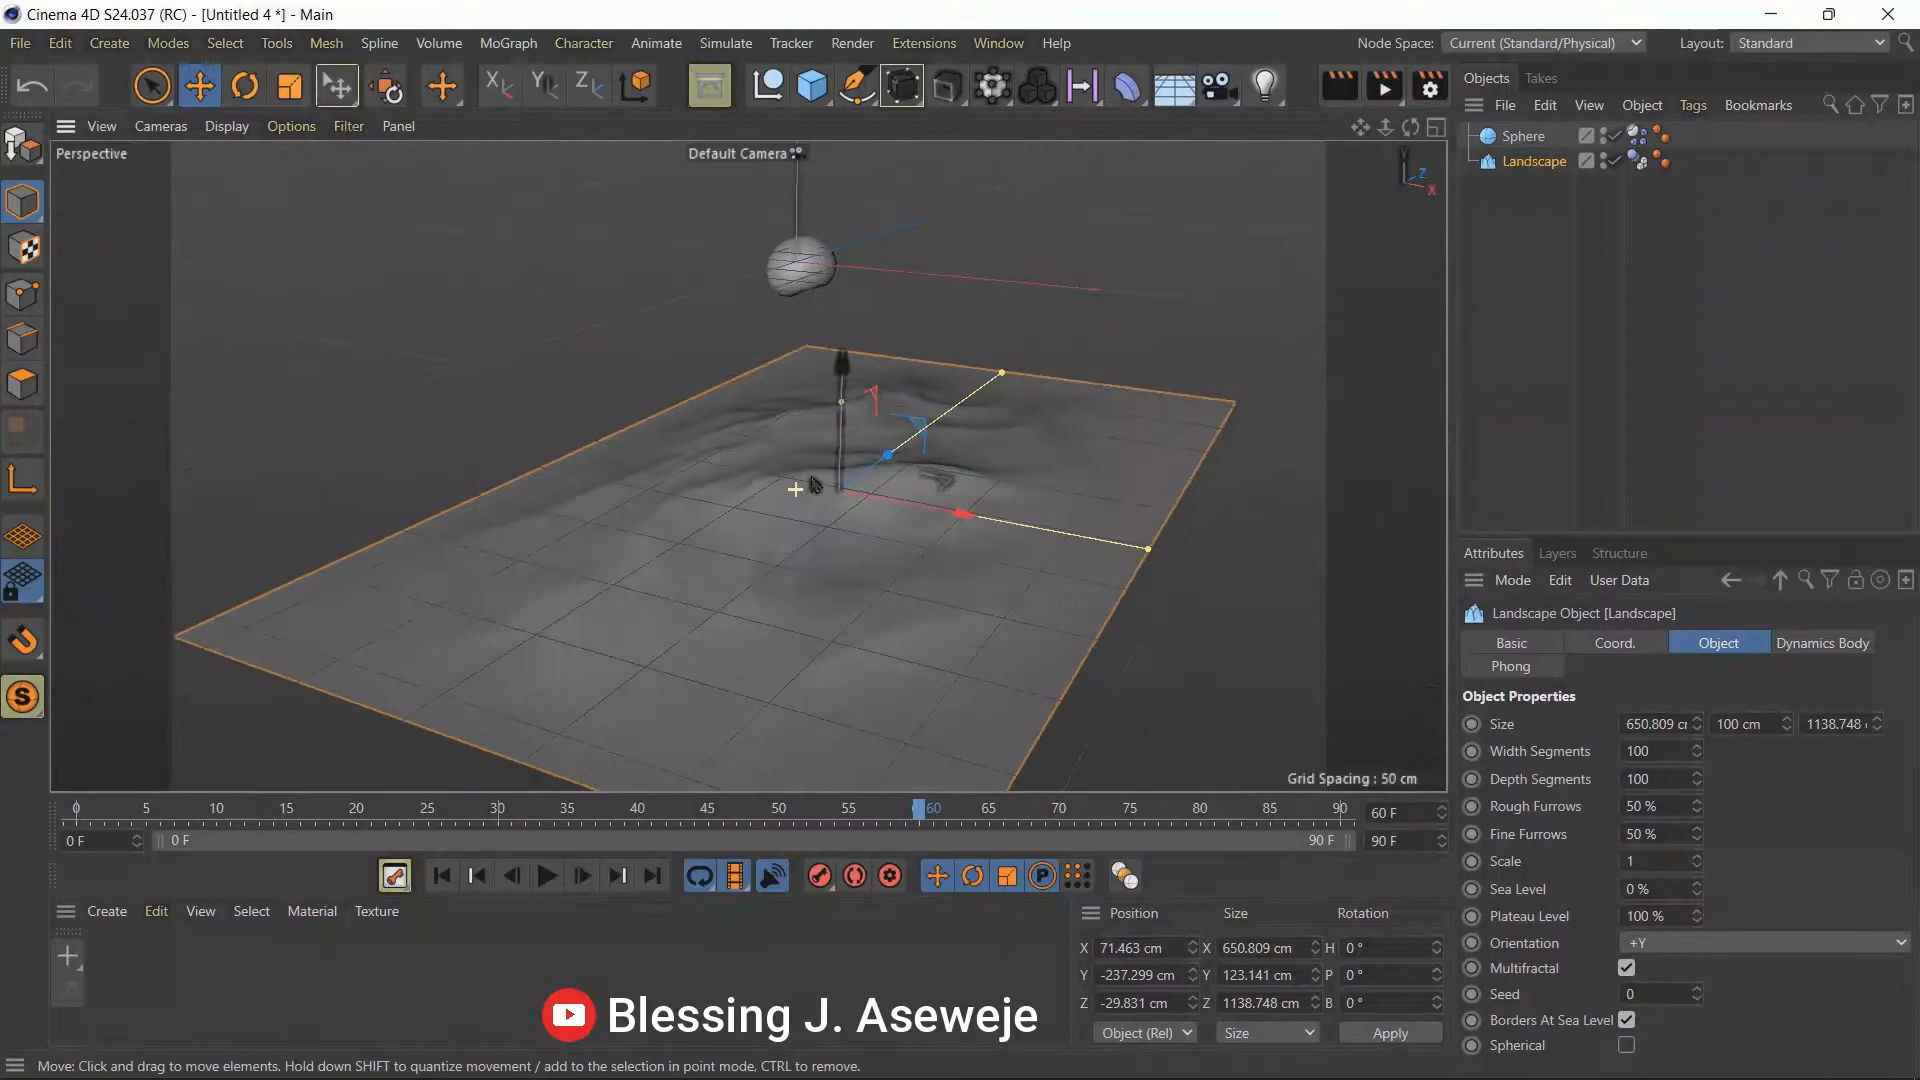 Cinema 4D S24.037 (RC) - [Untitled 4 *] - Main
File Edit Create Modes Select Tools Mesh Spline Volume MoGraph Character Animate Simulate Tracker Render Extensions Window Help
Node Space: Current (Standard/Physical) Layout: Standard
X Y Z
Objects Takes
File Edit View Object Tags Bookmarks
Sphere
Landscape
View Cameras Display Options Filter Panel
Perspective
Default Camera
Y
Z
X
Grid Spacing : 50 cm
Attributes Layers Structure
Mode Edit User Data
Landscape Object [Landscape]
Basic Coord. Object Dynamics Body
Phong
Object Properties
Size 650.809 cr 100 cm 1138.748
Width Segments 100
Depth Segments 100
Rough Furrows 50 %
Fine Furrows 50 %
Scale 1
Sea Level 0 %
Plateau Level 100 %
Orientation +Y
Multifractal
Seed 0
Borders At Sea Level
Spherical
0 5 10 15 20 25 30 35 40 45 50 55 60 65 70 75 80 85 90 60 F
0 F 0 F 90 F 90 F
P
S
Create Edit View Select Material Texture
Position Size Rotation
X 71.463 cm X 650.809 cm H 0 °
Y -237.299 cm Y 123.141 cm P 0 °
Z -29.831 cm Z 1138.748 cm B 0 °
Object (Rel) Size Apply
Blessing J. Aseweje
Move: Click and drag to move elements. Hold down SHIFT to quantize movement / add to the selection in point mode, CTRL to remove.